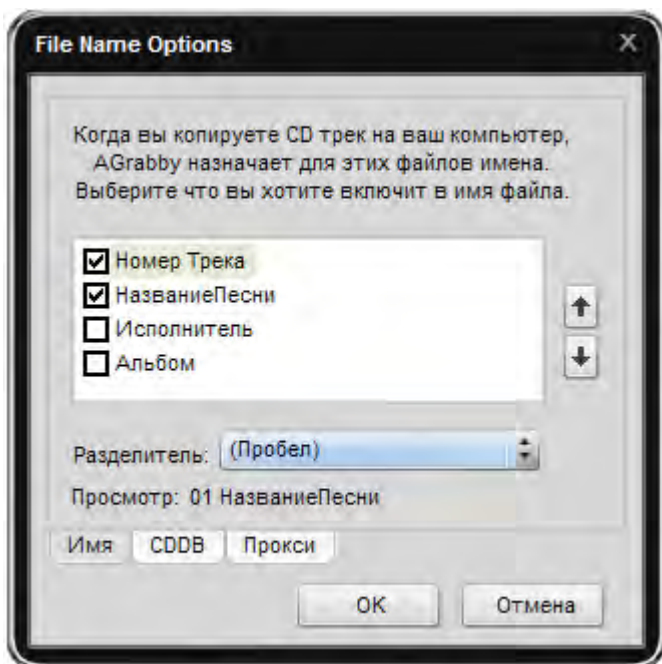 File Name Options
X
Когда вы копируете CD трек на ваш компьютер,
AGrabby назначает для этих файлов имена.
Выберите что вы хотите включит в имя файла.
Номер Трека
НазваниеПесни
Исполнитель
Альбом
Разделитель: (Пробел)
Просмотр: 01 НазваниеПесни
Имя CDDB Прокси
OK Отмена